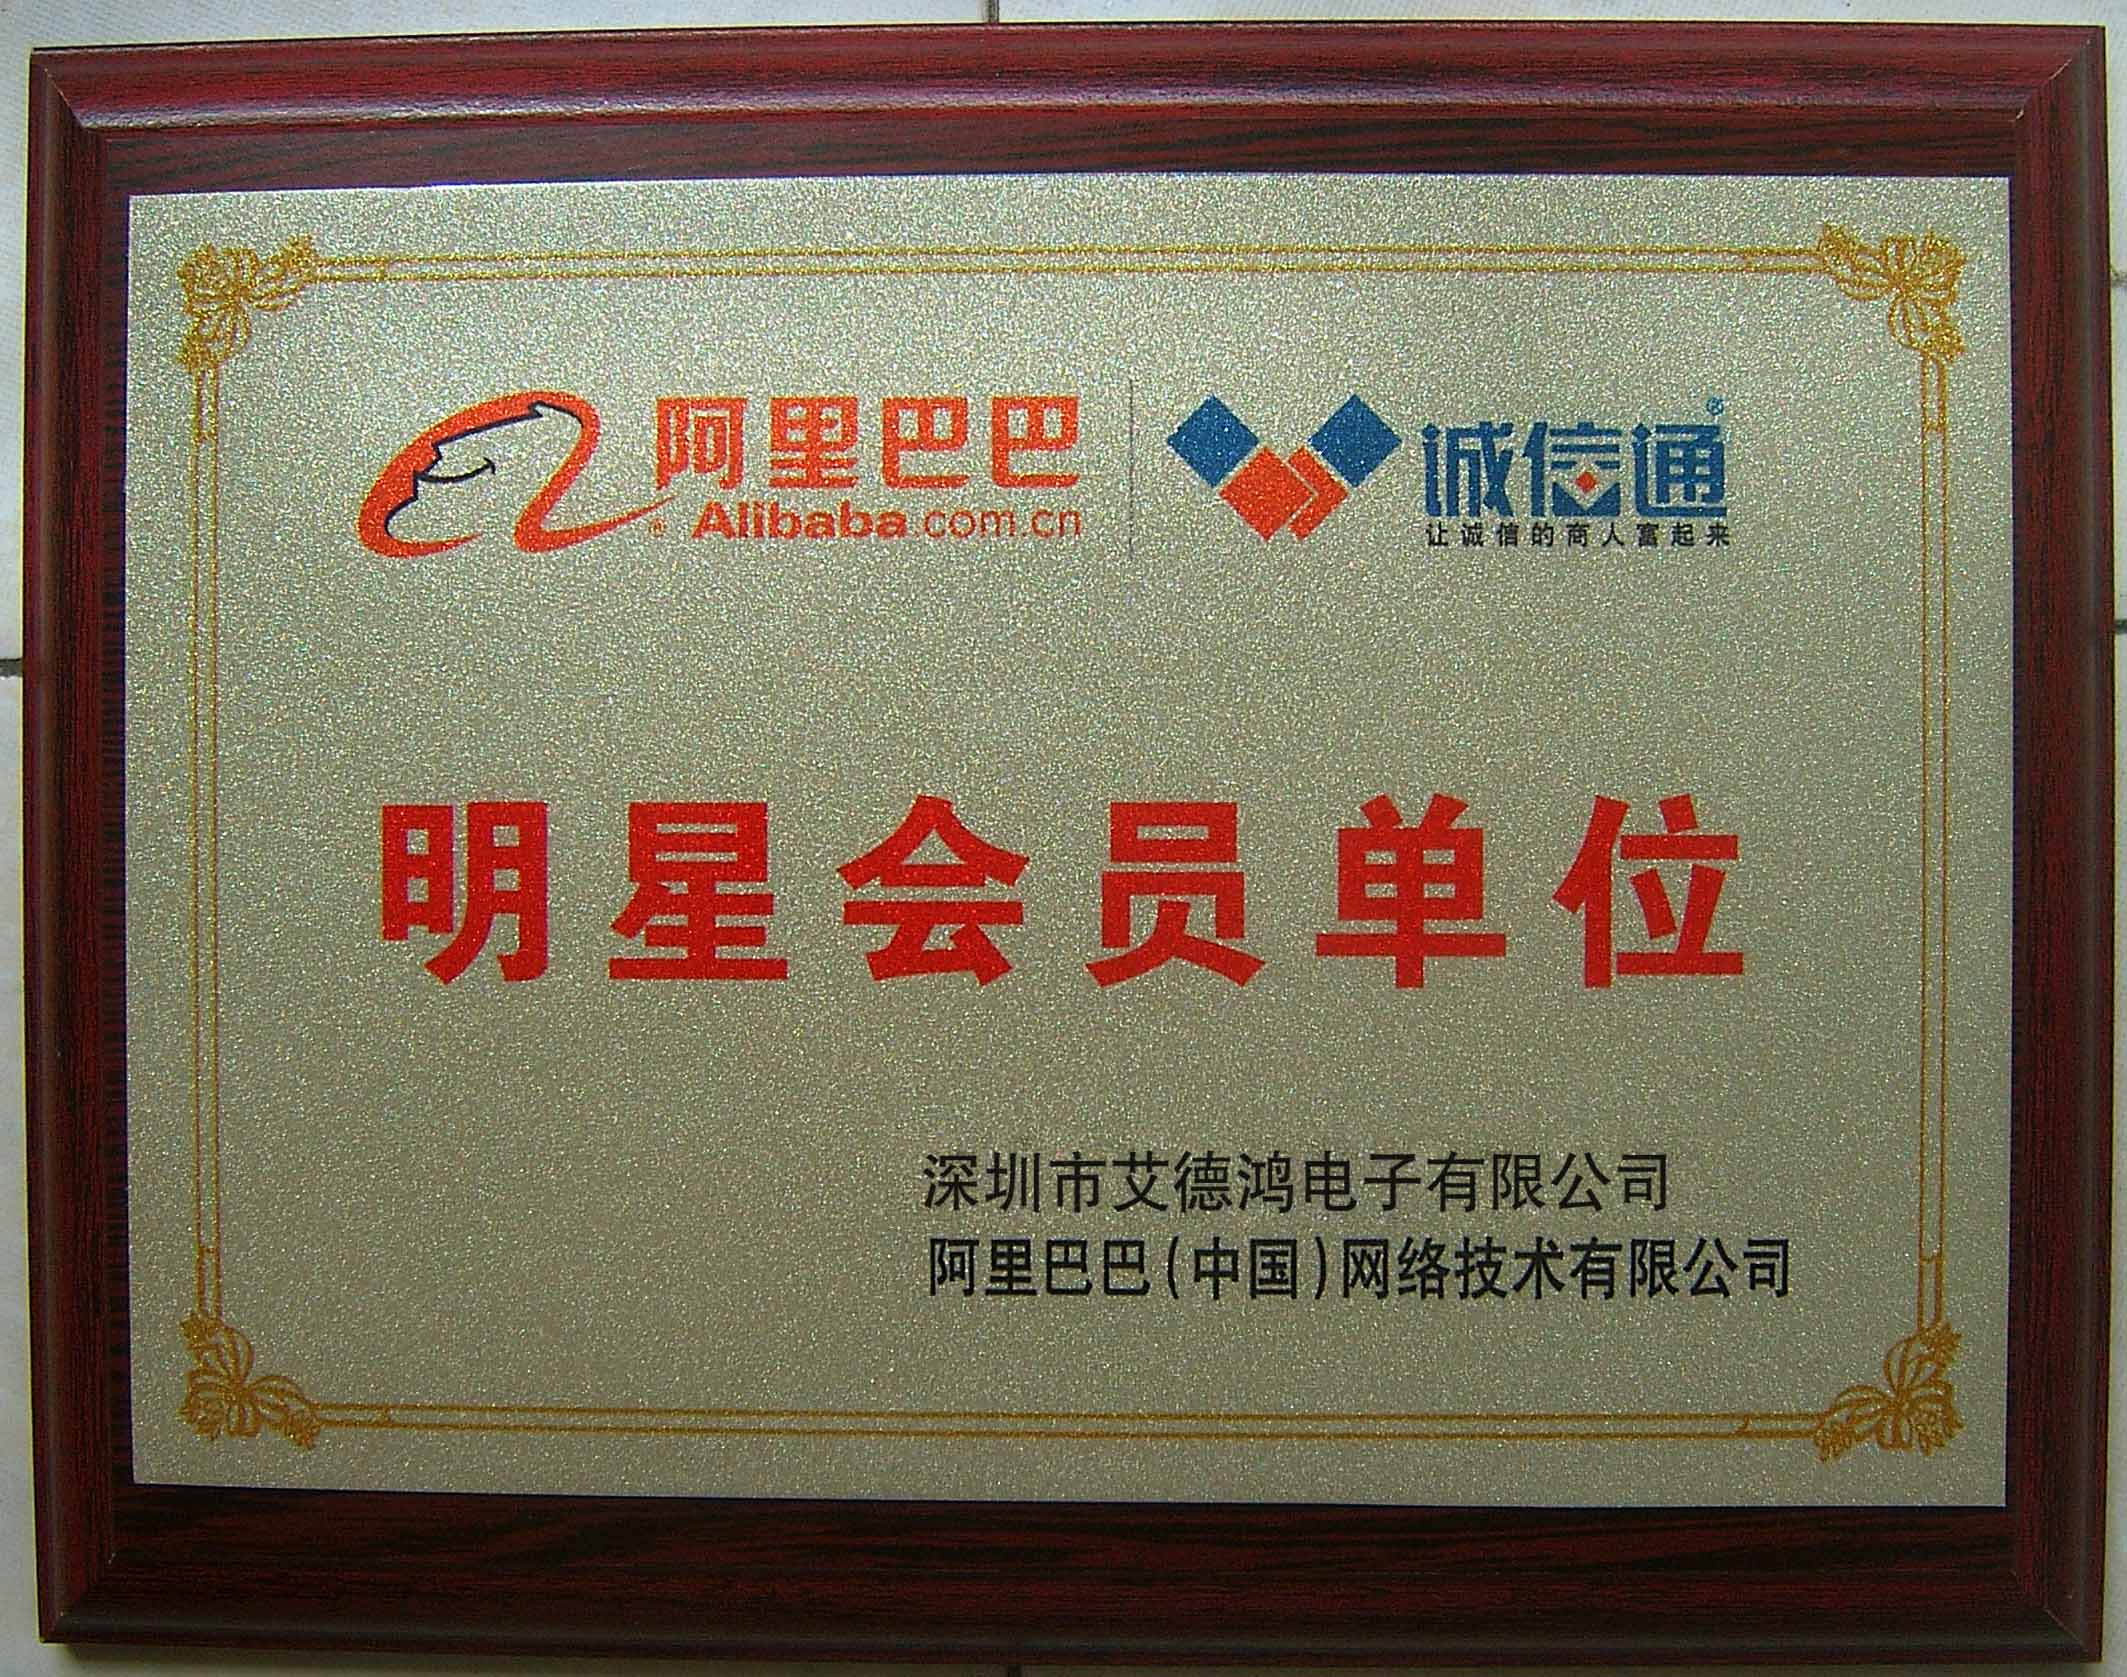 阿里巴巴
Alibaba.com.cn
诚信通®
让诚信的商人富起来
明星会员单位
深圳市艾德鸿电子有限公司
阿里巴巴(中国)网络技术有限公司